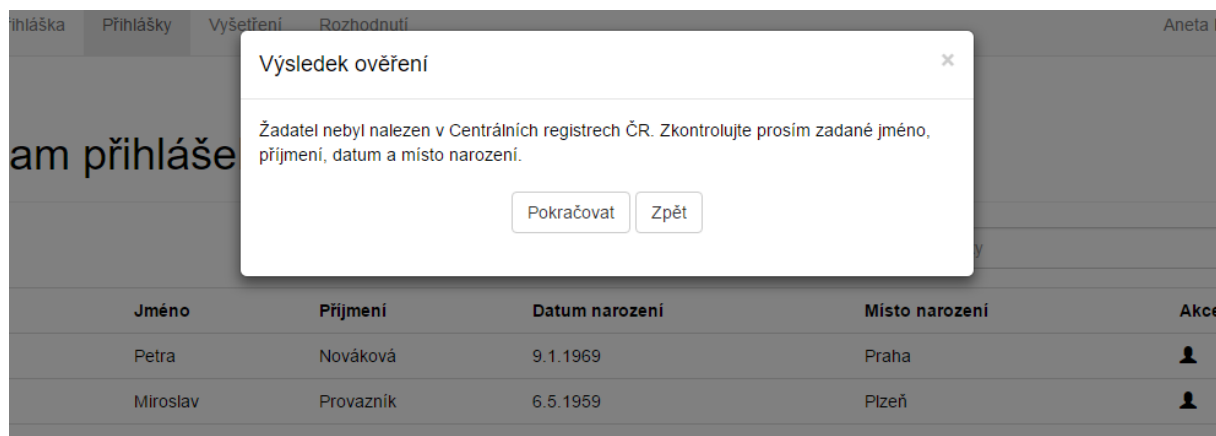 ihláška Přihlášky Vyšetření Rozhodnutí Aneta
Výsledek ověření ×
Žadatel nebyl nalezen v Centrálních registrech ČR. Zkontrolujte prosím zadané jméno,
příjmení, datum a místo narození.
am přihláše
Pokračovat Zpět
y
Jméno Příjmení Datum narození Místo narození Akce
Petra Nováková 9.1.1969 Praha
Miroslav Provazník 6.5.1959 Plzeň